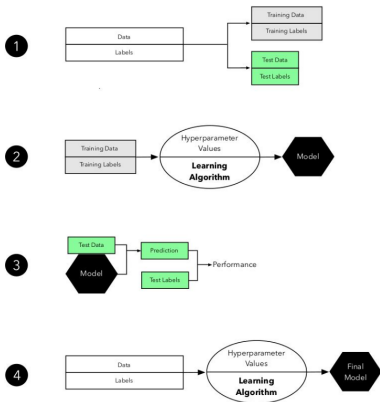 1
Data
Labels
Training Data
Training Labels
Test Data
Test Labels
2
Training Data
Training Labels
Hyperparameter
Values
Learning
Algorithm
Model
3
Test Data
Model
Prediction
Test Labels
Performance
4
Data
Labels
Hyperparameter
Values
Learning
Algorithm
Final
Model